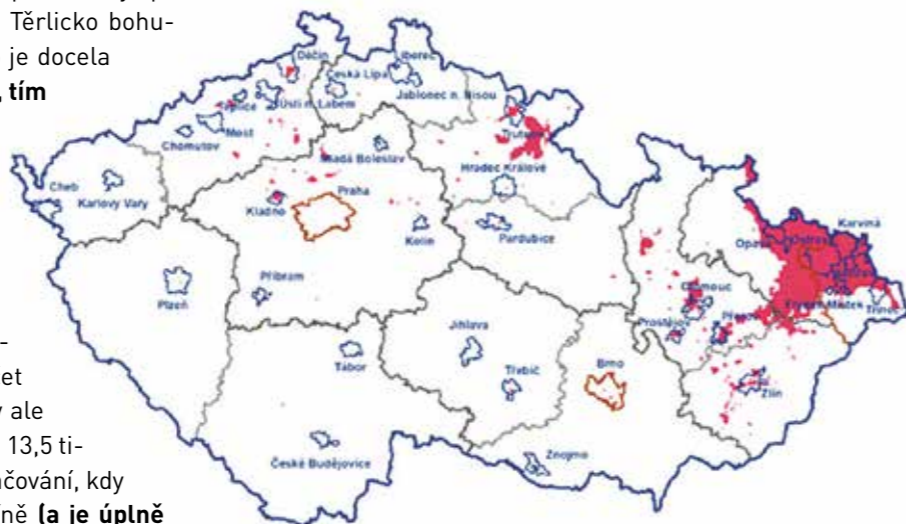 Těrlicko bohu-
je docela
tím
Děčín
Liberec
Česká Lípa
Jablonec n. Nisou
Teplice
Ústí n. Labem
Most
Chomutov
Trutnov
Mladá Boleslav
Hradec Králové
Cheb
Karlovy Vary
Praha
Kladno
Kolín
Pardubice
Karviná
Opava
Ostrava
Olomouc
Frýdek-Místek
Třinec
Příbram
Plzeň
Prostějov
Přerov
Jihlava
Tábor
Třebíč
Brno
Zlín
České Budějovice
Znojmo
et
ale
13,5 ti-
čování, kdy
ně (a je úplně